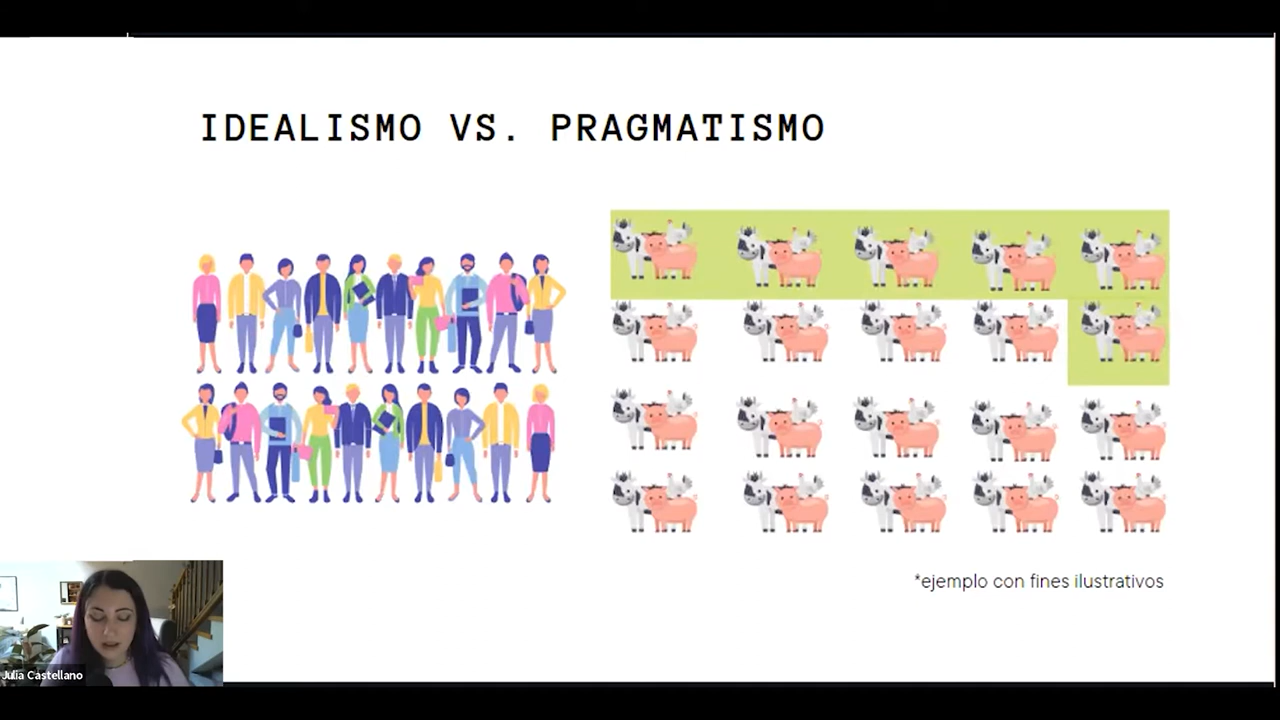 IDEALISMO VS. PRAGMATISMO
*ejemplo con fines ilustrativos
Julia Castellano